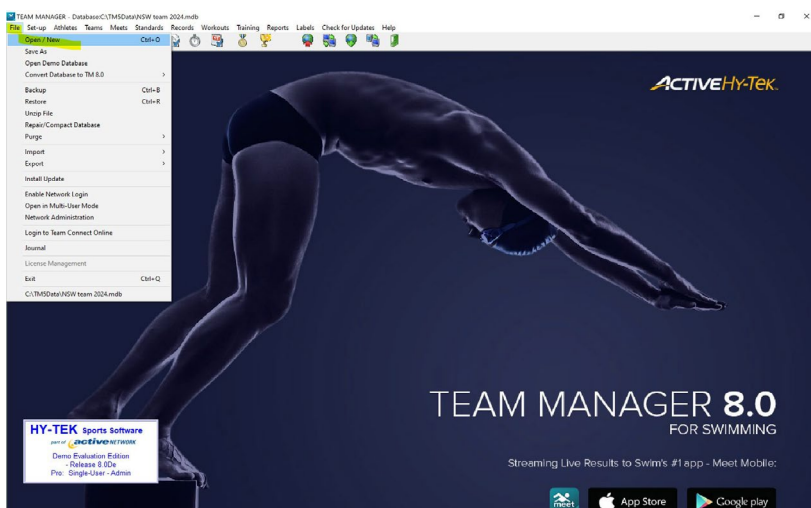 TEAM MANAGER - Database:C:\TM5Data\NSW team 2024.mdb
File Set-up Athletes Teams Meets Standards Records Workouts Training Reports Labels Check for Updates Help
Open / New Ctrl+O
Save As
Open Demo Database
Convert Database to TM 8.0 >
Backup Ctrl+B
Restore Ctrl+R
Unzip File
Repair/Compact Database
Purge >
Import >
Export >
Install Update
Enable Network Login
Open in Multi-User Mode
Network Administration
Login to Team Connect Online
Journal
License Management
Exit Ctrl+Q
C:\TM5Data\NSW team 2024.mdb
ACTIVE HY-TEK
TEAM MANAGER 8.0
FOR SWIMMING
HY-TEK Sports Software
part of activeNETWORK
Demo Evaluation Edition
- Release 8.0De
Pro: Single-User - Admin
Streaming Live Results to Swim's #1 app - Meet Mobile:
meet
App Store
Google play